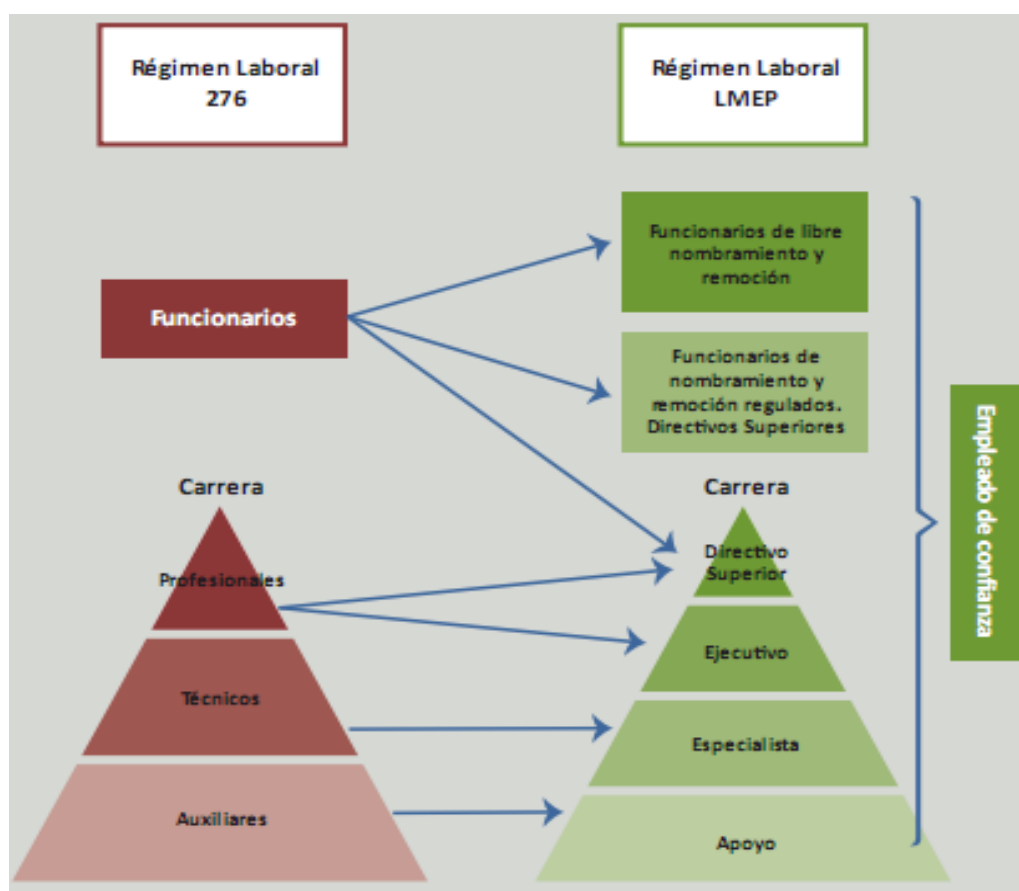 Régimen Laboral
276
Régimen Laboral
LMEP
Funcionarios de libre
nombramiento y
remoción
Funcionarios
Funcionarios de
nombramiento y
remoción regulados.
Directivos Superiores
Empleado de confianza
Carrera
Profesionales
Técnicos
Auxiliares
Carrera
Directivo
Superior
Ejecutivo
Especialista
Apoyo